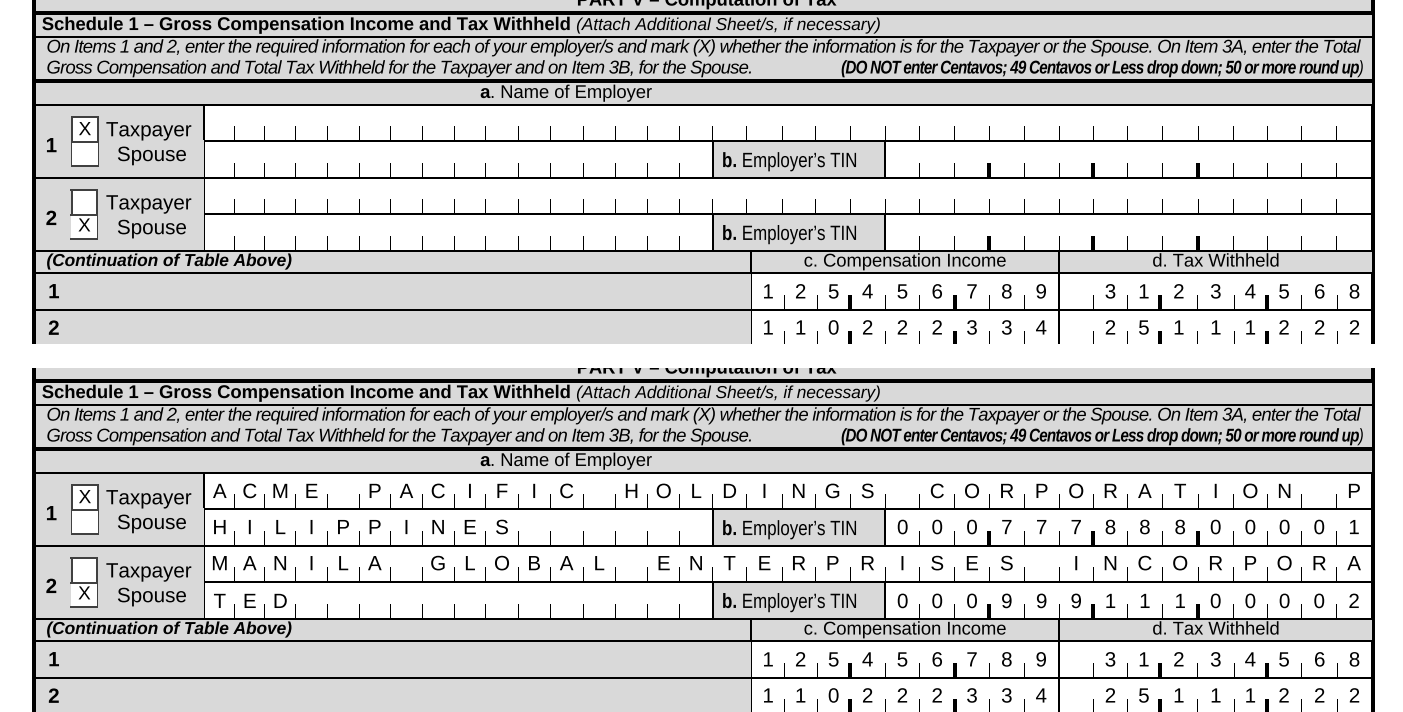 PART V – Computation of Tax
Schedule 1 – Gross Compensation Income and Tax Withheld (Attach Additional Sheet/s, if necessary)
On Items 1 and 2, enter the required information for each of your employer/s and mark (X) whether the information is for the Taxpayer or the Spouse. On Item 3A, enter the Total
Gross Compensation and Total Tax Withheld for the Taxpayer and on Item 3B, for the Spouse. (DO NOT enter Centavos; 49 Centavos or Less drop down; 50 or more round up)
a. Name of Employer
1 X Taxpayer
Spouse b. Employer's TIN
2 Taxpayer
X Spouse b. Employer's TIN
(Continuation of Table Above) c. Compensation Income d. Tax Withheld
1 125456789 31234568
2 110222334 25111222
PART V – Computation of Tax
Schedule 1 – Gross Compensation Income and Tax Withheld (Attach Additional Sheet/s, if necessary)
On Items 1 and 2, enter the required information for each of your employer/s and mark (X) whether the information is for the Taxpayer or the Spouse. On Item 3A, enter the Total
Gross Compensation and Total Tax Withheld for the Taxpayer and on Item 3B, for the Spouse. (DO NOT enter Centavos; 49 Centavos or Less drop down; 50 or more round up)
a. Name of Employer
1 X Taxpayer ACME PACIFIC HOLDINGS CORPORATION P
Spouse HILIPPINES b. Employer's TIN 00077788800001
2 Taxpayer MANILA GLOBAL ENTERPRISES INCORPORA
X Spouse TED b. Employer's TIN 00099911100002
(Continuation of Table Above) c. Compensation Income d. Tax Withheld
1 125456789 31234568
2 110222334 25111222